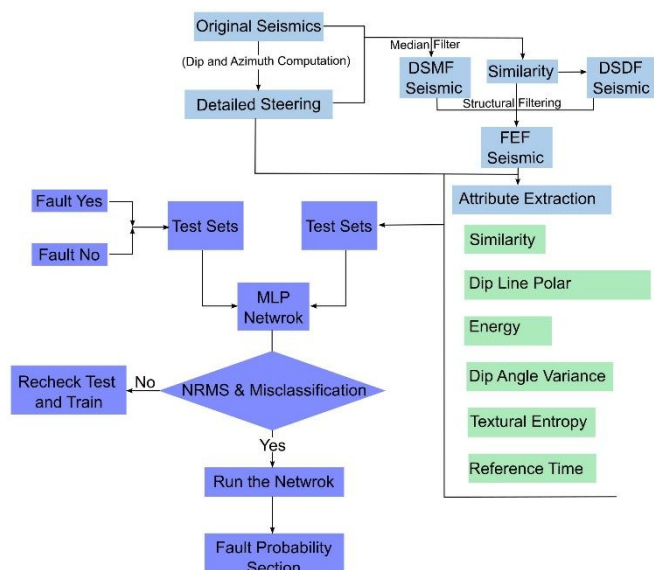 Original Seismics
(Dip and Azimuth Computation)
Detailed Steering
Median Filter
DSMF
Seismic
Similarity
DSDF
Seismic
Structural Filtering
FEF
Seismic
Attribute Extraction
Similarity
Dip Line Polar
Energy
Dip Angle Variance
Textural Entropy
Reference Time
Fault Yes
Fault No
Test Sets
Test Sets
MLP
Netwrok
NRMS & Misclassification
No
Recheck Test
and Train
Yes
Run the Netwrok
Fault Probability
Section